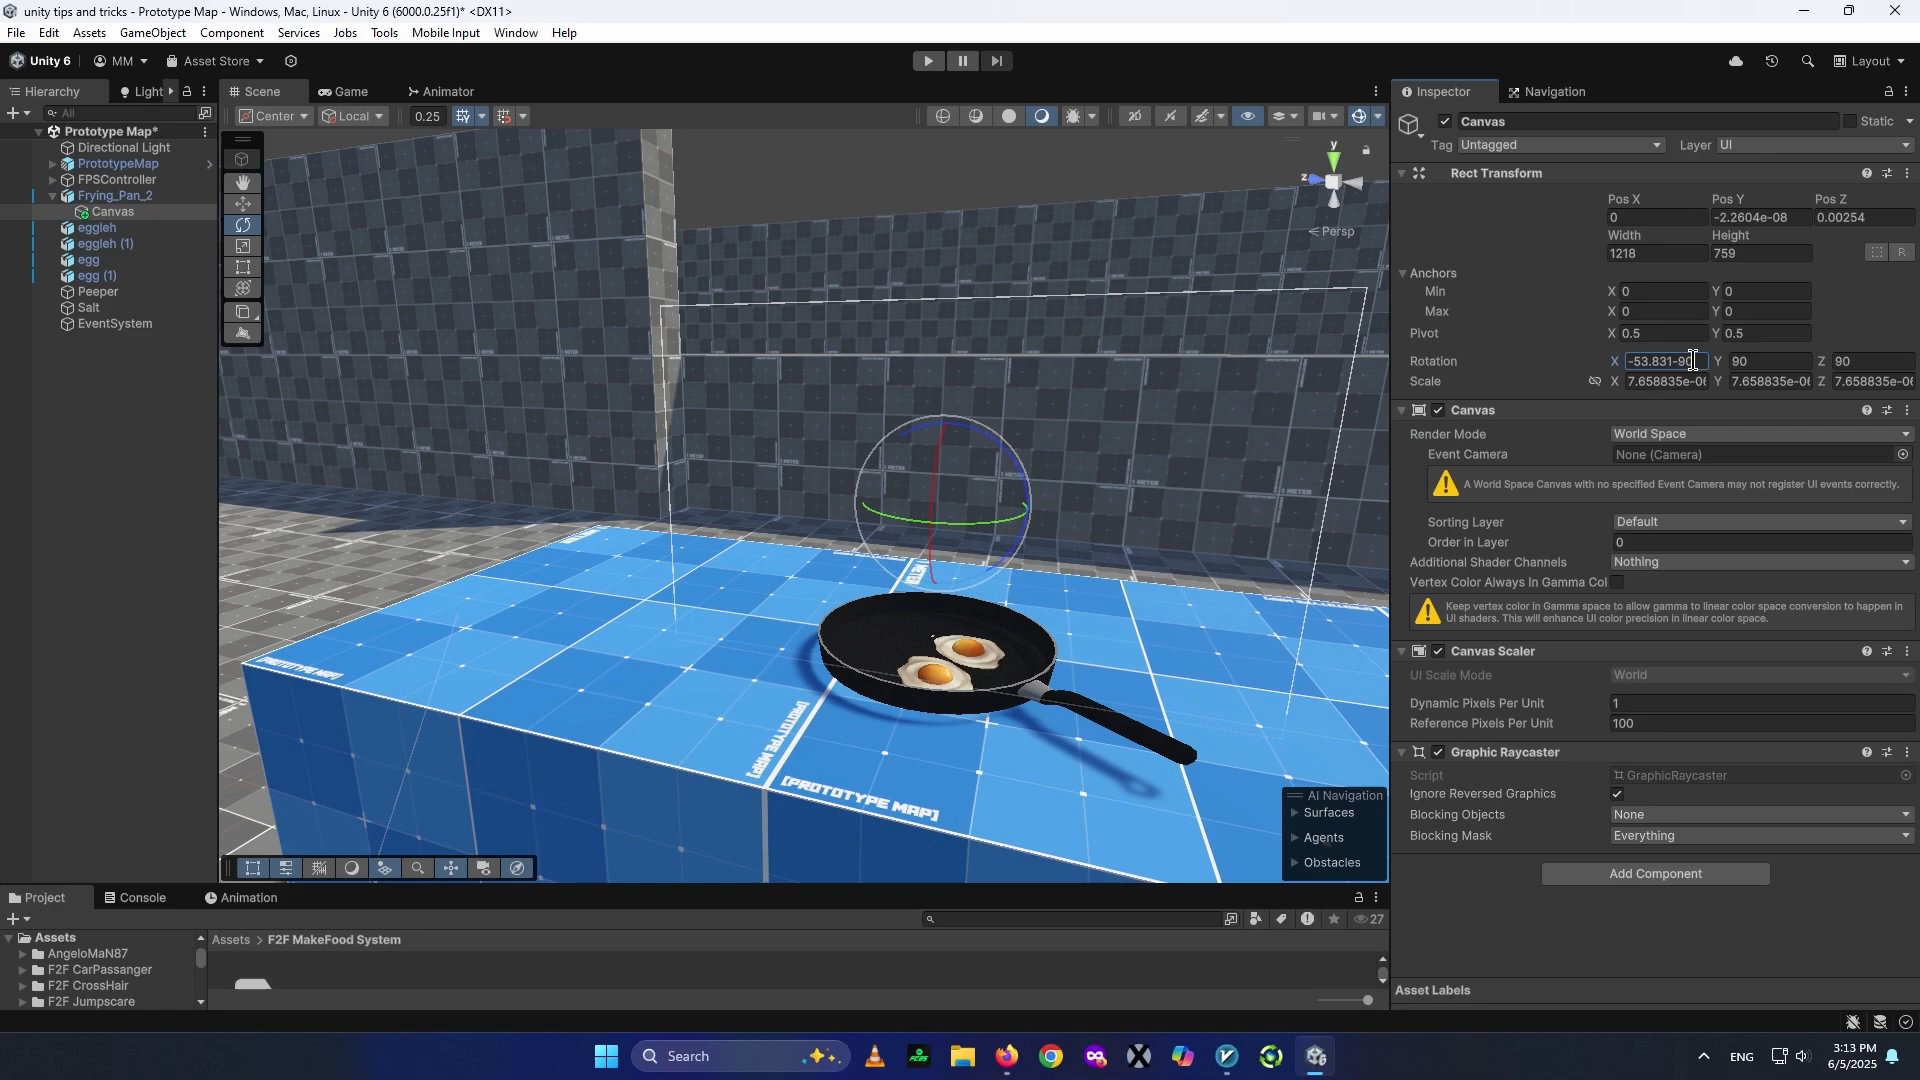 unity tips and tricks - Prototype Map - Windows, Mac, Linux - Unity 6 (6000.0.25f1)* <DX11>
File Edit Assets GameObject Component Services Jobs Tools Mobile Input Window Help
Unity 6 MM Asset Store Layout
Hierarchy Light Scene Game Animator Inspector Navigation
All Center Local 0.25 2D Canvas Static
Prototype Map* Tag Untagged Layer UI
Directional Light
PrototypeMap
FPSController
Frying_Pan_2
Canvas
eggleh
eggleh (1)
egg
egg (1)
Peeper
Salt
EventSystem
y
z
Persp
1 METER
[PROTOTYPE MAP]
[PROTOTYPE MAP]
[PROTOTYPE MAP]
AI Navigation
Surfaces
Agents
Obstacles
Rect Transform
Pos X Pos Y Pos Z
0 -2.2604e-08 0.00254
Width Height
1218 759 R
Anchors
Min X 0 Y 0
Max X 0 Y 0
Pivot X 0.5 Y 0.5
Rotation X -53.831-90 Y 90 Z 90
Scale X 7.658835e-06 Y 7.658835e-06 Z 7.658835e-06
Canvas
Render Mode World Space
Event Camera None (Camera)
A World Space Canvas with no specified Event Camera may not register UI events correctly.
Sorting Layer Default
Order in Layer 0
Additional Shader Channels Nothing
Vertex Color Always In Gamma Col
Keep vertex color in Gamma space to allow gamma to linear color space conversion to happen in
UI shaders. This will enhance UI color precision in linear color space.
Canvas Scaler
UI Scale Mode World
Dynamic Pixels Per Unit 1
Reference Pixels Per Unit 100
Graphic Raycaster
Script GraphicRaycaster
Ignore Reversed Graphics
Blocking Objects None
Blocking Mask Everything
Add Component
Asset Labels
Project Console Animation
27
Assets Assets > F2F MakeFood System
AngeloMaN87
F2F CarPassanger
F2F CrossHair
F2F Jumpscare
Search
ENG
3:13 PM
6/5/2025